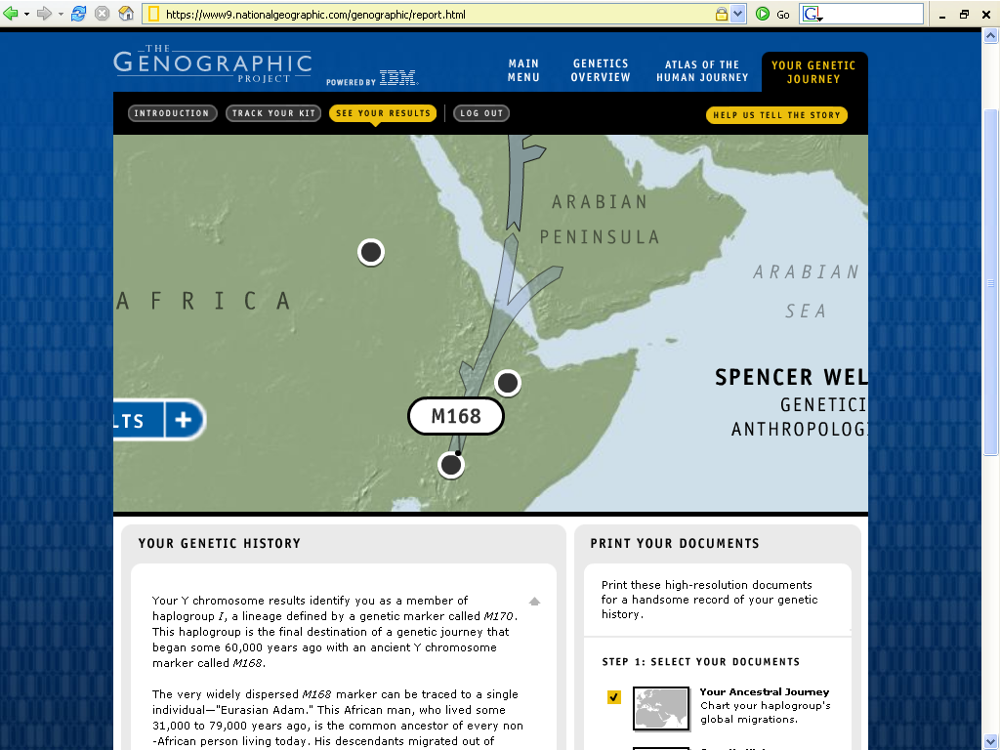 https://www9.nationalgeographic.com/genographic/report.html
Go
G
THE
GENOGRAPHIC
PROJECT
POWERED BY IBM
MAIN
MENU
GENETICS
OVERVIEW
ATLAS OF THE
HUMAN JOURNEY
YOUR GENETIC
JOURNEY
INTRODUCTION
TRACK YOUR KIT
SEE YOUR RESULTS
LOG OUT
HELP US TELL THE STORY
ARABIAN
PENINSULA
ARABIAN
SEA
AFRICA
SPENCER WEL
GENETICI
ANTHROPOLOG
LTS +
M168
YOUR GENETIC HISTORY
Your Y chromosome results identify you as a member of
haplogroup I, a lineage defined by a genetic marker called M170.
This haplogroup is the final destination of a genetic journey that
began some 60,000 years ago with an ancient Y chromosome
marker called M168.
The very widely dispersed M168 marker can be traced to a single
individual—"Eurasian Adam." This African man, who lived some
31,000 to 79,000 years ago, is the common ancestor of every non
-African person living today. His descendants migrated out of
PRINT YOUR DOCUMENTS
Print these high-resolution documents
for a handsome record of your genetic
history.
STEP 1: SELECT YOUR DOCUMENTS
Your Ancestral Journey
Chart your haplogroup's
global migrations.